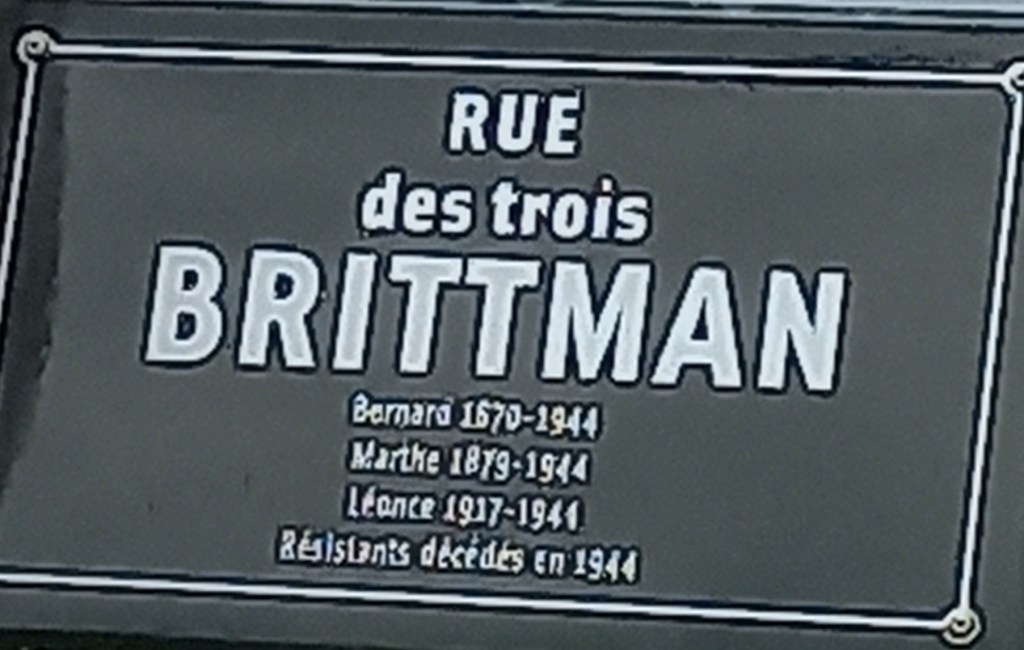 RUE
des trois
BRITTMAN
Bernard 1870-1944
Marthe 1879-1944
Léonce 1917-1944
Résistants décédés en 1944